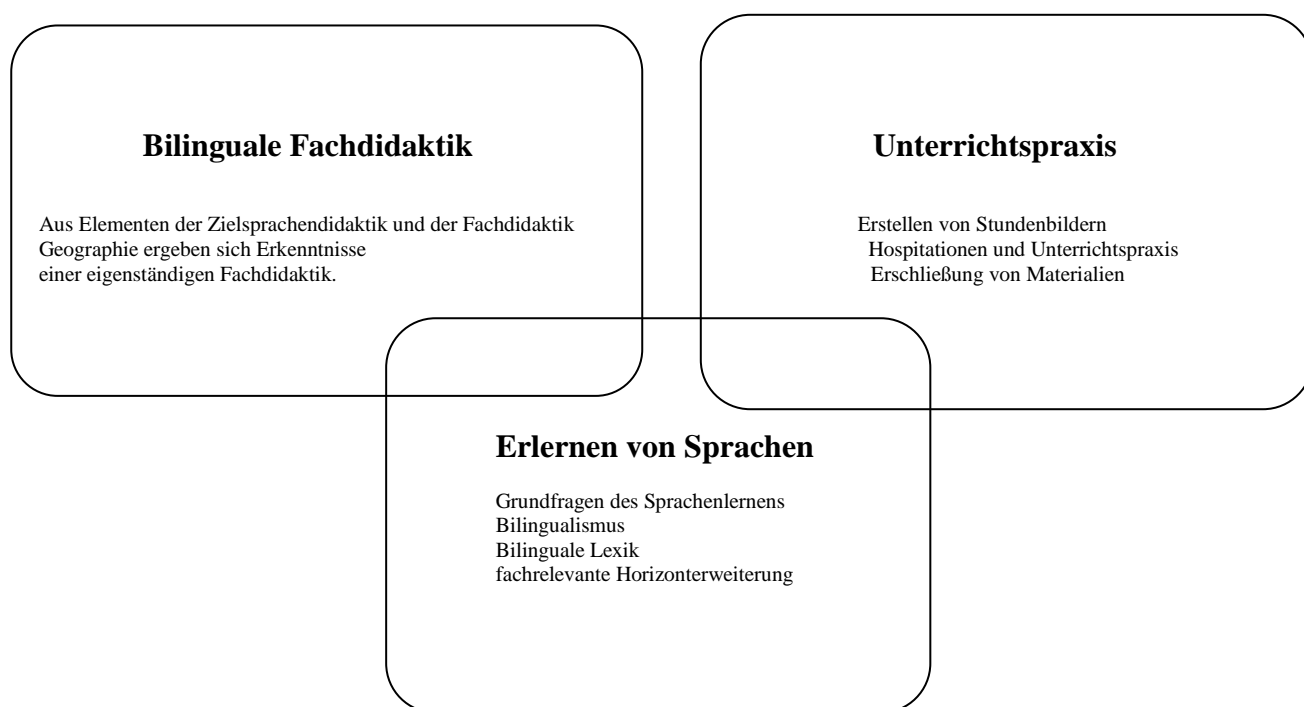 Bilinguale Fachdidaktik
Aus Elementen der Zielsprachendidaktik und der Fachdidaktik
Geographie ergeben sich Erkenntnisse
einer eigenständigen Fachdidaktik.
Unterrichtspraxis
Erstellen von Stundenbildern
Hospitationen und Unterrichtspraxis
Erschließung von Materialien
Erlernen von Sprachen
Grundfragen des Sprachenlernens
Bilingualismus
Bilinguale Lexik
fachrelevante Horizonterweiterung